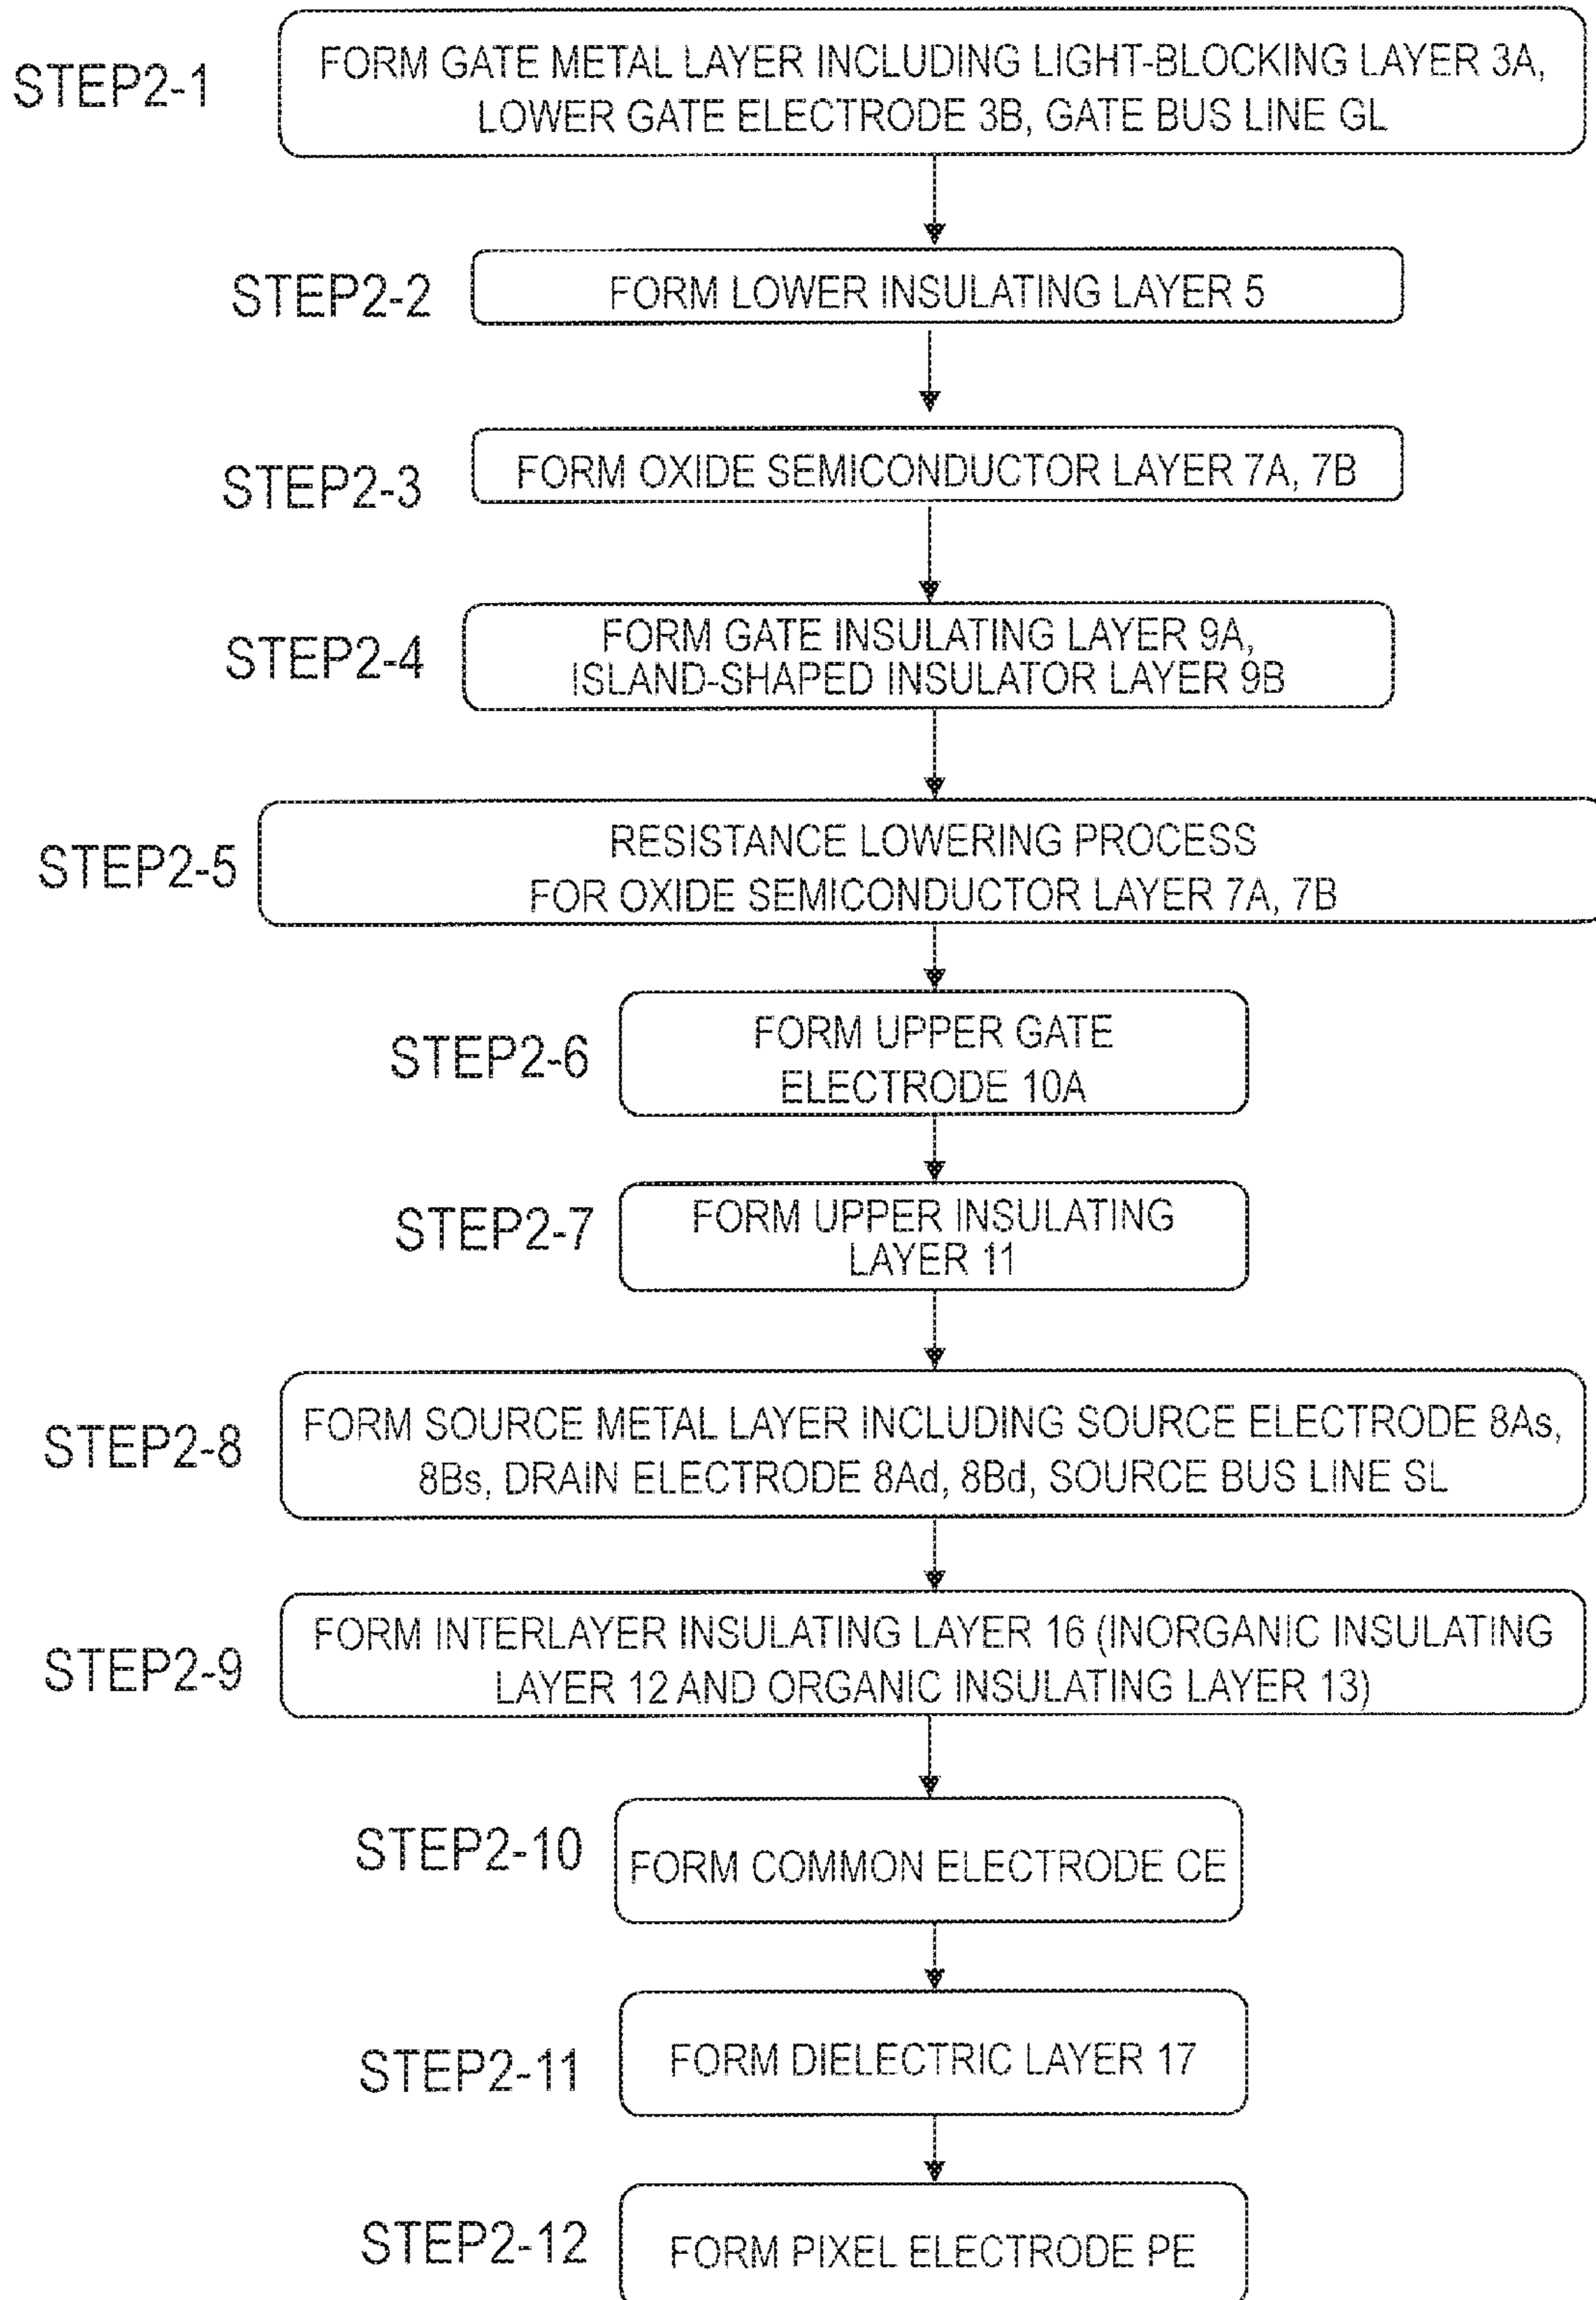 STEP2-1
FORM GATE METAL LAYER INCLUDING LIGHT-BLOCKING LAYER 3A,
LOWER GATE ELECTRODE 3B, GATE BUS LINE GL
STEP2-2
FORM LOWER INSULATING LAYER 5
STEP2-3
FORM OXIDE SEMICONDUCTOR LAYER 7A, 7B
STEP2-4
FORM GATE INSULATING LAYER 9A,
ISLAND-SHAPED INSULATOR LAYER 9B
STEP2-5
RESISTANCE LOWERING PROCESS
FOR OXIDE SEMICONDUCTOR LAYER 7A, 7B
STEP2-6
FORM UPPER GATE
ELECTRODE 10A
STEP2-7
FORM UPPER INSULATING
LAYER 11
STEP2-8
FORM SOURCE METAL LAYER INCLUDING SOURCE ELECTRODE 8As,
8Bs, DRAIN ELECTRODE 8Ad, 8Bd, SOURCE BUS LINE SL
STEP2-9
FORM INTERLAYER INSULATING LAYER 16 (INORGANIC INSULATING
LAYER 12 AND ORGANIC INSULATING LAYER 13)
STEP2-10
FORM COMMON ELECTRODE CE
STEP2-11
FORM DIELECTRIC LAYER 17
STEP2-12
FORM PIXEL ELECTRODE PE